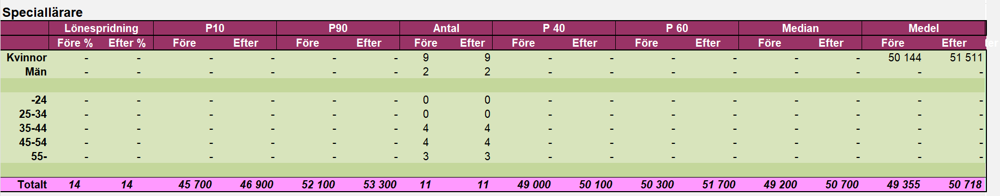 Speciallärare
Lönespridning P10 P90 Antal P 40 P 60 Median Medel
Före % Efter % Före Efter Före Efter Före Efter Före Efter Före Efter Före Efter Före Efter ter
Kvinnor - - - - - - 9 9 - - - - - - 50 144 51 511
Män - - - - - - 2 2 - - - - - - - -
-24 - - - - - - 0 0 - - - - - - - -
25-34 - - - - - - 0 0 - - - - - - - -
35-44 - - - - - - 4 4 - - - - - - - -
45-54 - - - - - - 4 4 - - - - - - - -
55- - - - - - - 3 3 - - - - - - - -
Totalt 14 14 45 700 46 900 52 100 53 300 11 11 49 000 50 100 50 300 51 700 49 200 50 700 49 355 50 718